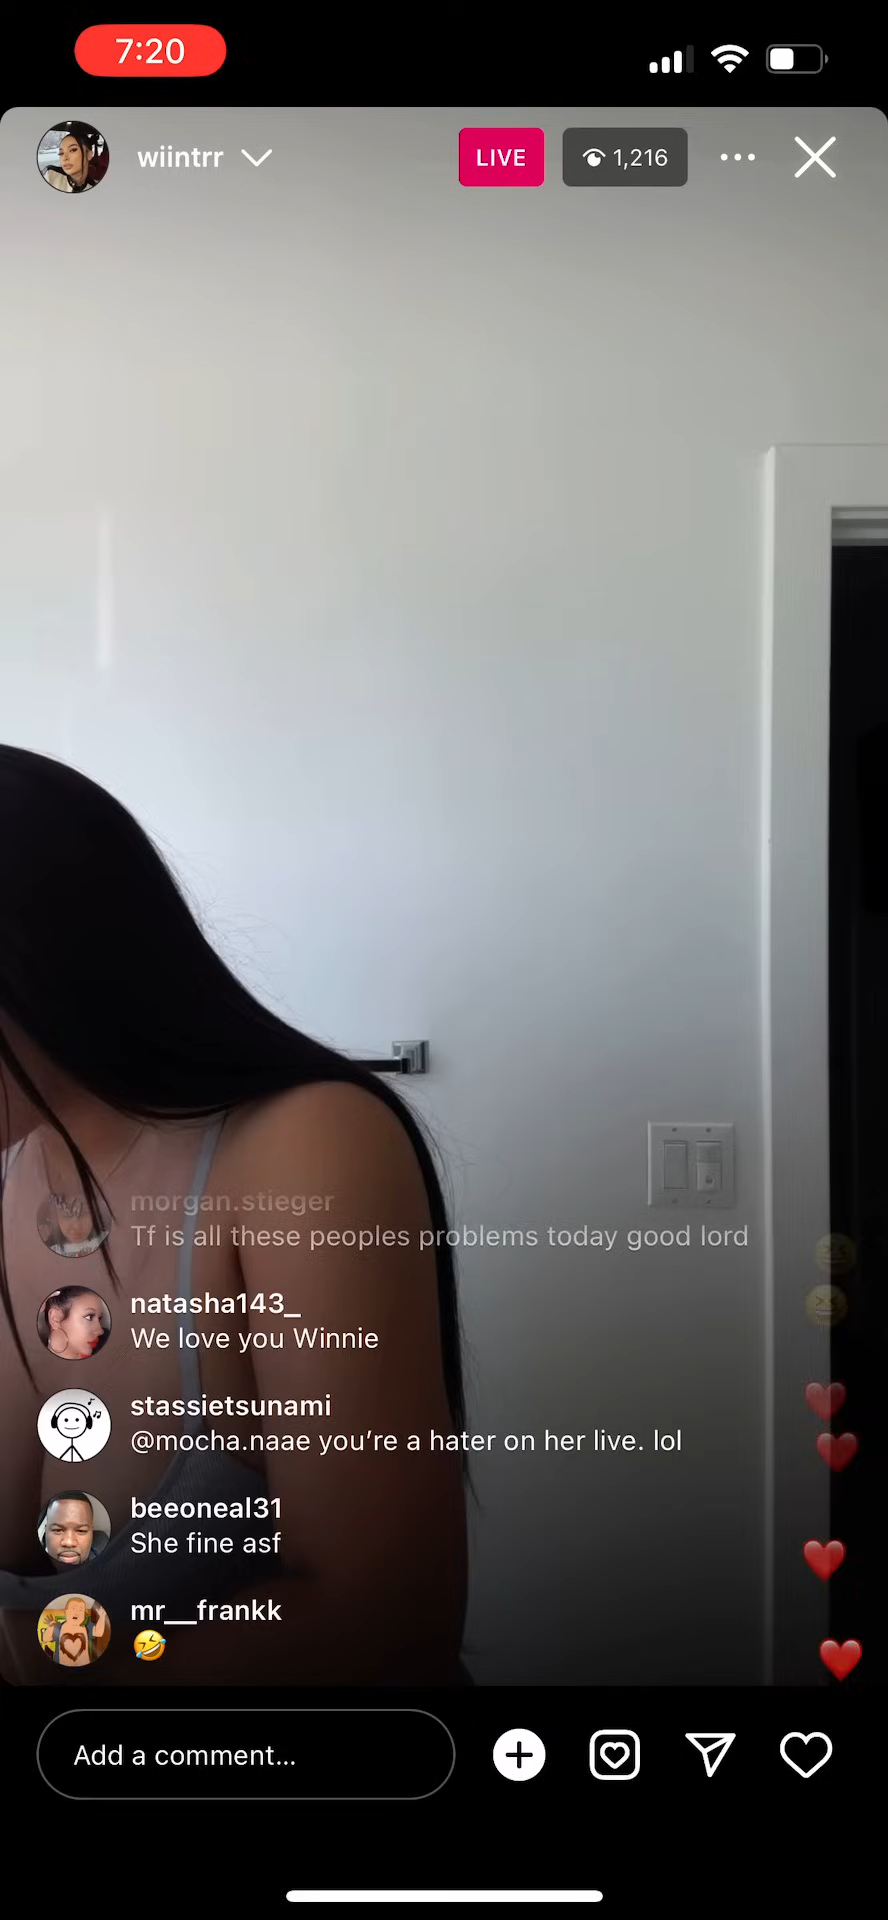 7:20
wiintrr
LIVE
1,216
morgan.stieger
Tf is all these peoples problems today good lord
natasha143_
We love you Winnie
stassietsunami
@mocha.naae you’re a hater on her live. lol
beeoneal31
She fine asf
mr__frankk
🤣
Add a comment...